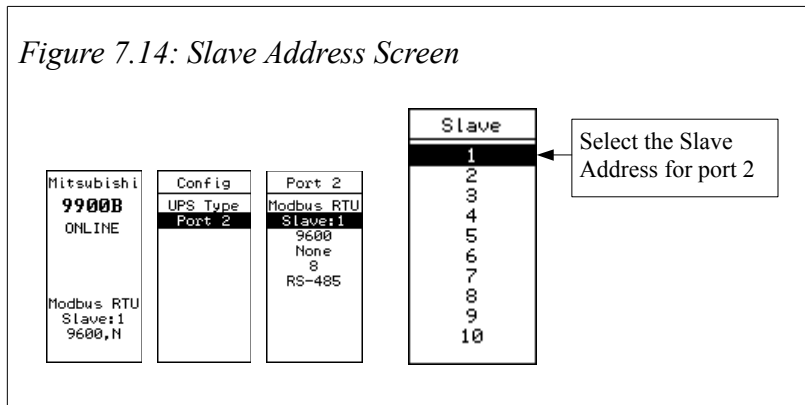 Figure 7.14: Slave Address Screen
Mitsubishi
9900B
ONLINE
Modbus RTU
Slave:1
9600,N
Config
UPS Type
Port 2
Port 2
Modbus RTU
Slave:1
9600
None
8
RS-485
Slave
1
2
3
4
5
6
7
8
9
10
Select the Slave
Address for port 2